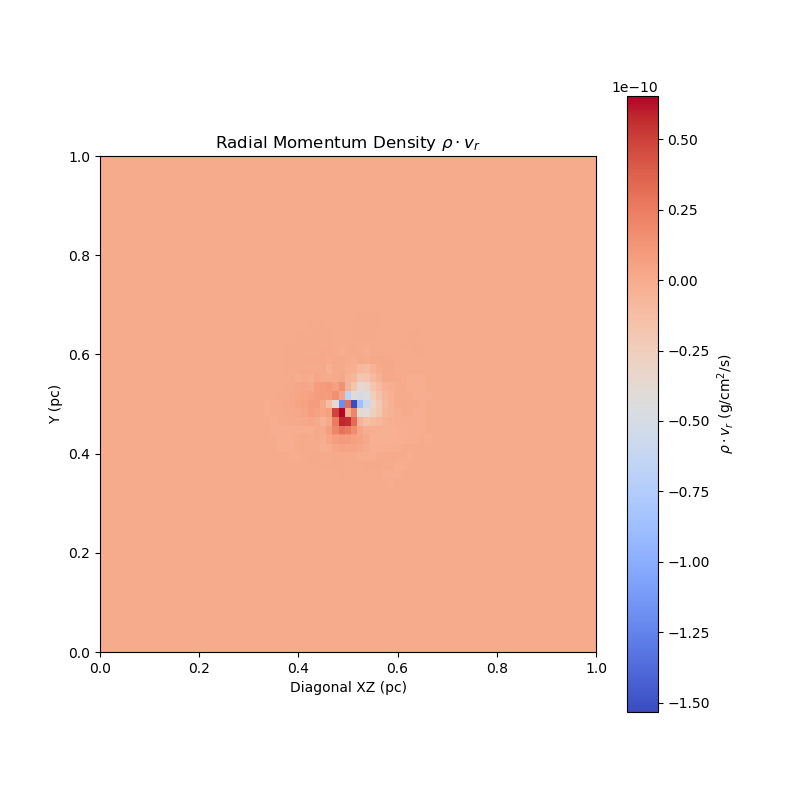 Radial Momentum Density ρ · v_r
1e−10
1.0
0.8
0.6
0.4
0.2
0.0
Y (pc)
0.0 0.2 0.4 0.6 0.8 1.0
Diagonal XZ (pc)
0.50
0.25
0.00
−0.25
−0.50
−0.75
−1.00
−1.25
−1.50
ρ · v_r (g/cm²/s)